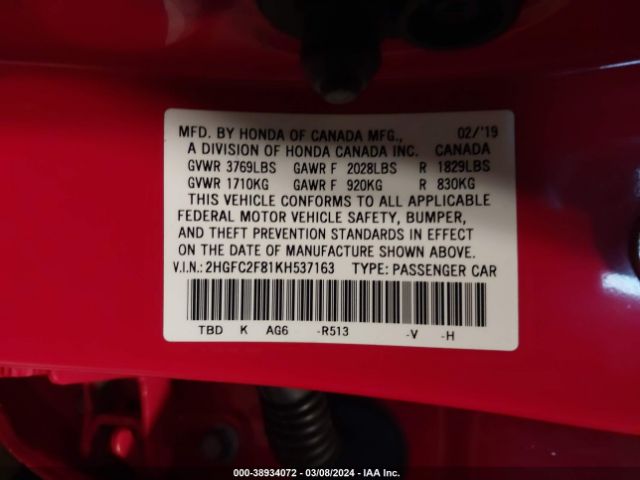 MFD. BY HONDA OF CANADA MFG., 02/'19
A DIVISION OF HONDA CANADA INC. CANADA
GVWR 3769LBS GAWR F 2028LBS R 1829LBS
GVWR 1710KG GAWR F 920KG R 830KG
THIS VEHICLE CONFORMS TO ALL APPLICABLE
FEDERAL MOTOR VEHICLE SAFETY, BUMPER,
AND THEFT PREVENTION STANDARDS IN EFFECT
ON THE DATE OF MANUFACTURE SHOWN ABOVE.
V.I.N.: 2HGFC2F81KH537163 TYPE: PASSENGER CAR
TBD K AG6 -R513 -V -H
000-38934072 — 03/08/2024 — IAA Inc.